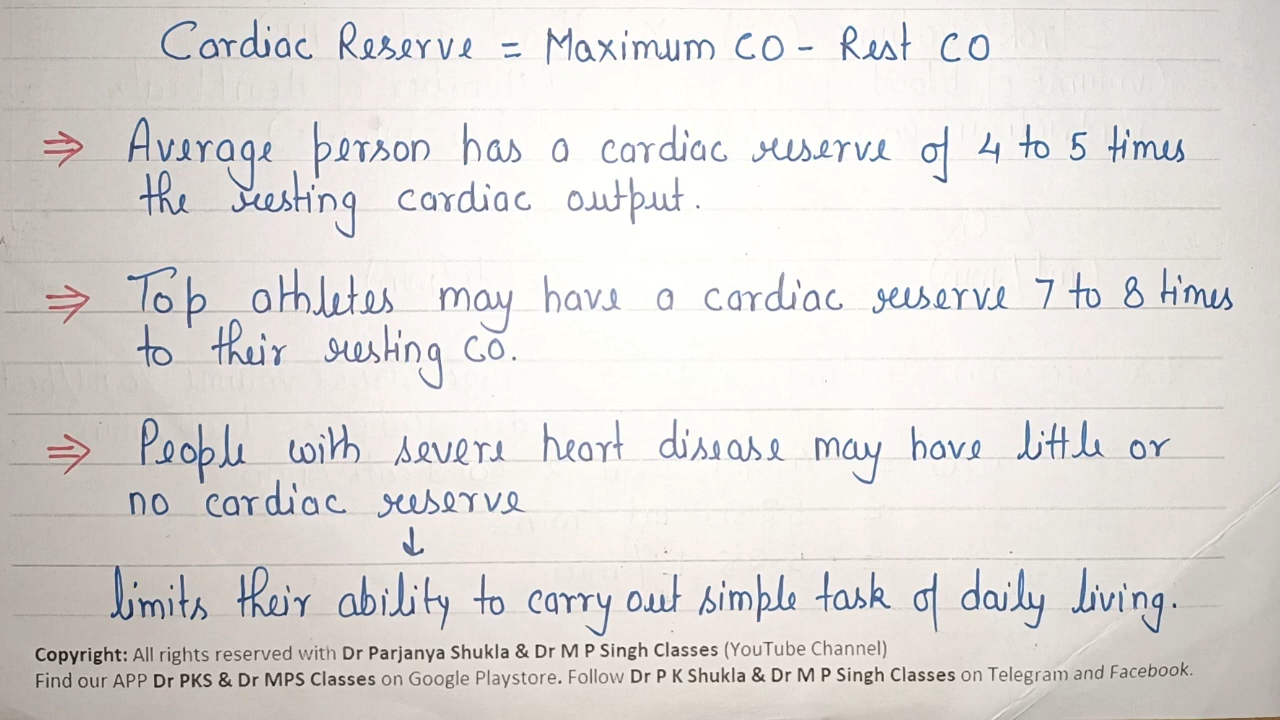 Cardiac Reserve = Maximum CO - Rest CO
⇒ Average person has a cardiac reserve of 4 to 5 times
the resting cardiac output.
⇒ Top athletes may have a cardiac reserve 7 to 8 times
to their resting CO.
⇒ People with severe heart disease may have little or
no cardiac reserve
↓
limits their ability to carry out simple task of daily living.
Copyright: All rights reserved with Dr Parjanya Shukla & Dr M P Singh Classes (YouTube Channel)
Find our APP Dr PKS & Dr MPS Classes on Google Playstore. Follow Dr P K Shukla & Dr M P Singh Classes on Telegram and Facebook.